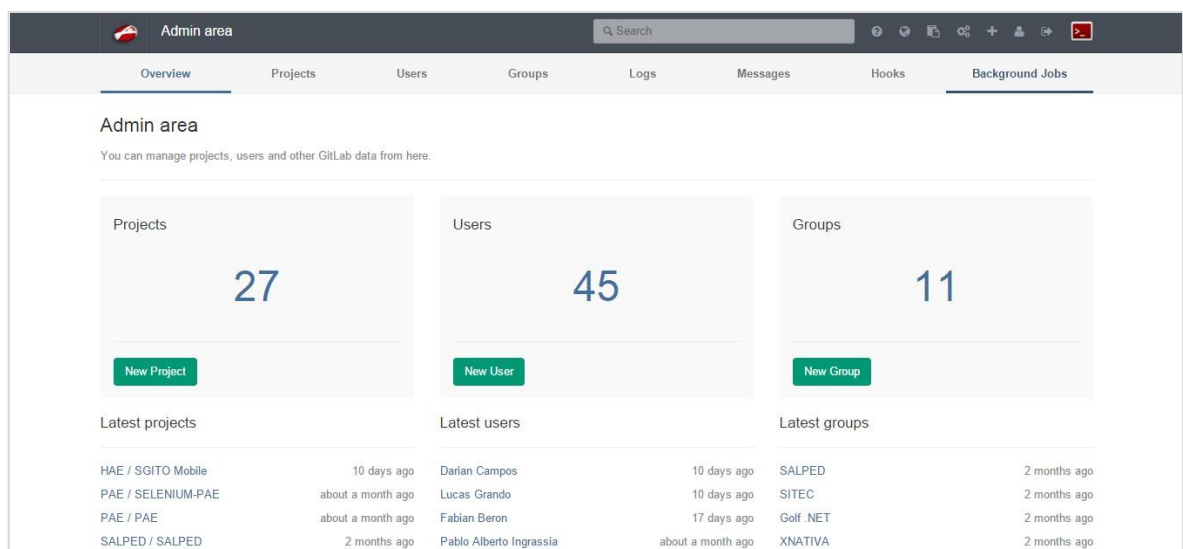 Admin area
Search
>_
Overview Projects Users Groups Logs Messages Hooks Background Jobs
Admin area
You can manage projects, users and other GitLab data from here.
Projects
27
New Project
Users
45
New User
Groups
11
New Group
Latest projects
HAE / SGITO Mobile 10 days ago
PAE / SELENIUM-PAE about a month ago
PAE / PAE about a month ago
SALPED / SALPED 2 months ago
Latest users
Darian Campos 10 days ago
Lucas Grando 10 days ago
Fabian Beron 17 days ago
Pablo Alberto Ingrassia about a month ago
Latest groups
SALPED 2 months ago
SITEC 2 months ago
Golf .NET 2 months ago
XNATIVA 2 months ago